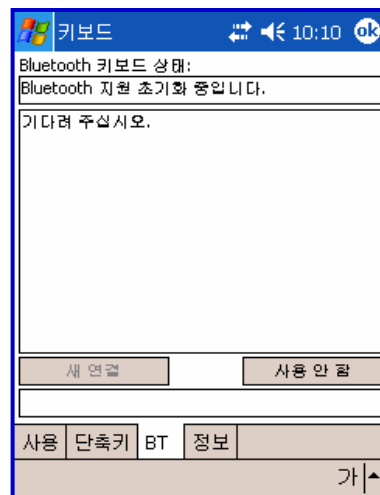 키보드 10:10 ok
Bluetooth 키보드 상태:
Bluetooth 지원 초기화 중입니다.
기다려 주십시오.
새 연결 사용 안 함
사용 단축키 BT 정보
가